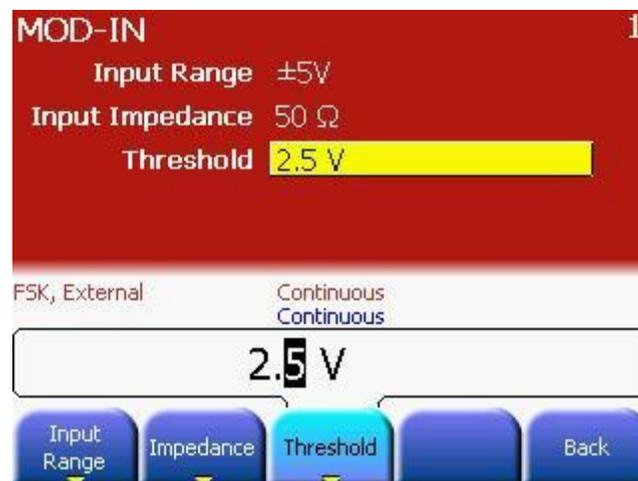 MOD-IN 1
Input Range ±5V
Input Impedance 50 Ω
Threshold 2.5 V
FSK, External Continuous
Continuous
2.5 V
Input Range Impedance Threshold Back